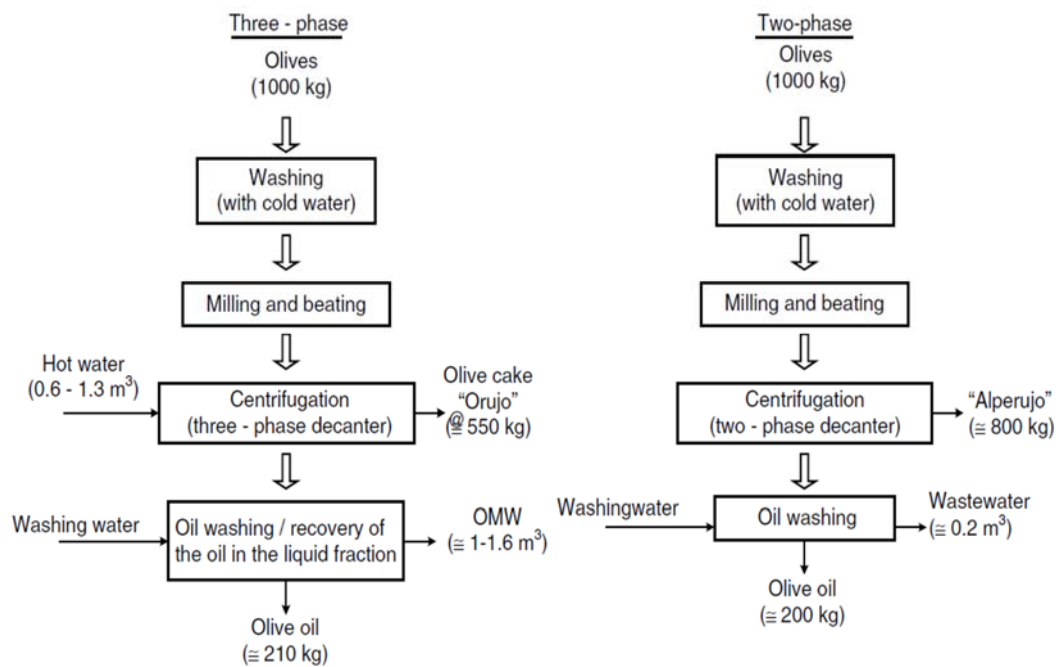 Three - phase
Olives
(1000 kg)
Washing
(with cold water)
Milling and beating
Hot water
(0.6 - 1.3 m³)
Centrifugation
(three - phase decanter)
Olive cake
“Orujo”
(≅ 550 kg)
@
Washing water
Oil washing / recovery of
the oil in the liquid fraction
OMW
(≅ 1-1.6 m³)
Olive oil
(≅ 210 kg)
Two-phase
Olives
(1000 kg)
Washing
(with cold water)
Milling and beating
Centrifugation
(two - phase decanter)
“Alperujo”
(≅ 800 kg)
Washingwater
Oil washing
Wastewater
(≅ 0.2 m³)
Olive oil
(≅ 200 kg)